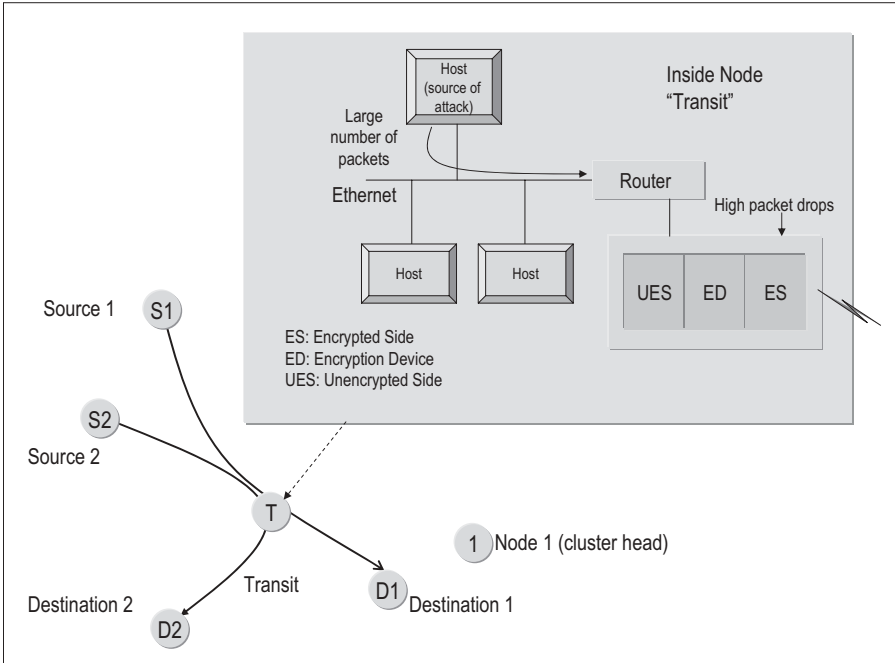 Host
(source of
attack)
Inside Node
"Transit"
Large
number of
packets
Ethernet
Router
High packet drops
Host
Host
UES
ED
ES
ES: Encrypted Side
ED: Encryption Device
UES: Unencrypted Side
Source 1
S1
S2
Source 2
T
1
Node 1 (cluster head)
Transit
D1
Destination 1
Destination 2
D2